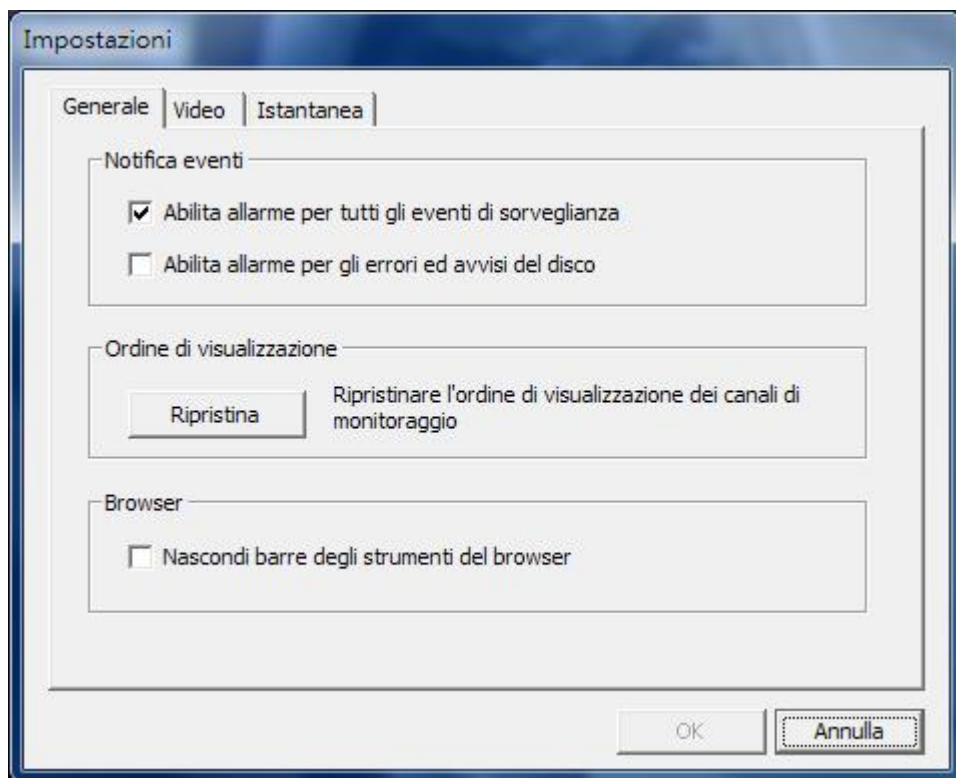 Impostazioni
Generale Video Istantanea
Notifica eventi
Abilita allarme per tutti gli eventi di sorveglianza
Abilita allarme per gli errori ed avvisi del disco
Ordine di visualizzazione
Ripristina
Ripristinare l'ordine di visualizzazione dei canali di
monitoraggio
Browser
Nascondi barre degli strumenti del browser
OK Annulla